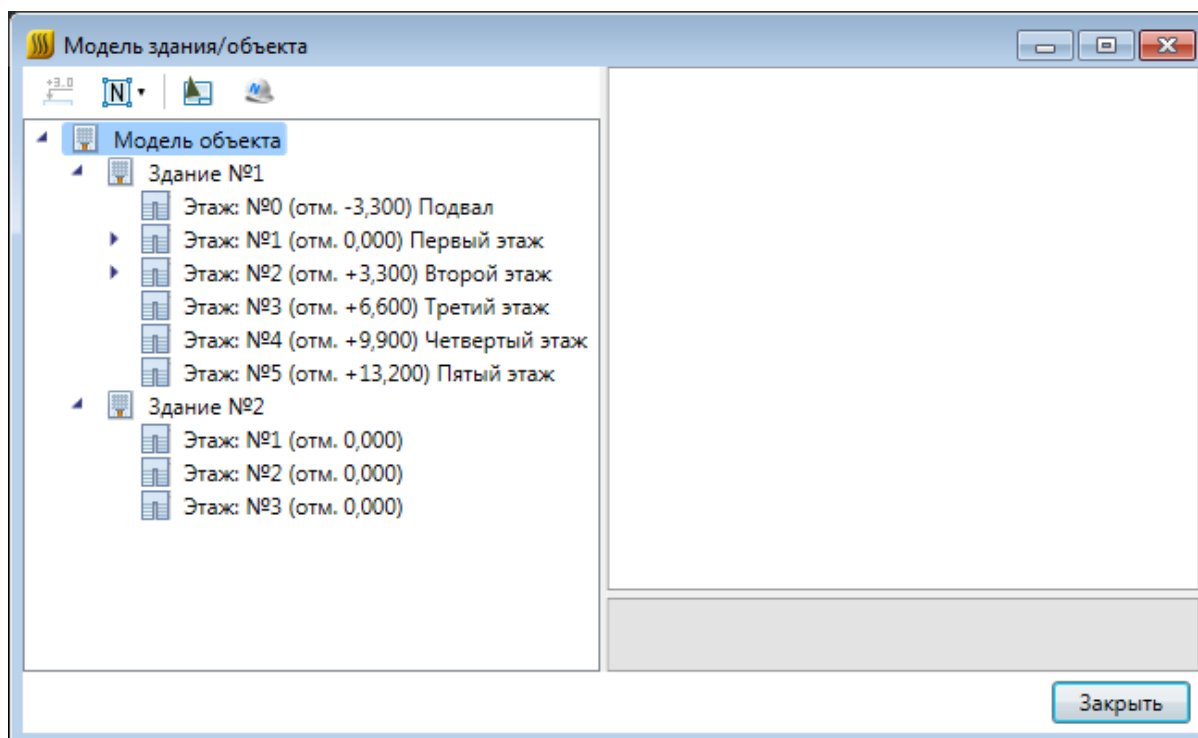 Модель здания/объекта
+3.0
N
Модель объекта
Здание №1
Этаж: №0 (отм. -3,300) Подвал
Этаж: №1 (отм. 0,000) Первый этаж
Этаж: №2 (отм. +3,300) Второй этаж
Этаж: №3 (отм. +6,600) Третий этаж
Этаж: №4 (отм. +9,900) Четвертый этаж
Этаж: №5 (отм. +13,200) Пятый этаж
Здание №2
Этаж: №1 (отм. 0,000)
Этаж: №2 (отм. 0,000)
Этаж: №3 (отм. 0,000)
Закрыть